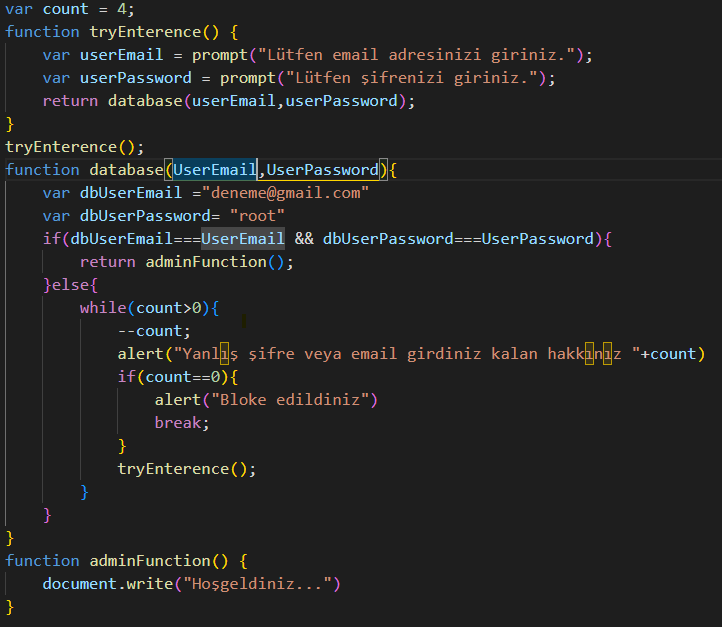 var count = 4;
function tryEnterence() {
    var userEmail = prompt("Lütfen email adresinizi giriniz.");
    var userPassword = prompt("Lütfen şifrenizi giriniz.");
    return database(userEmail,userPassword);
}
tryEnterence();
function database(UserEmail,UserPassword){
    var dbUserEmail ="deneme@gmail.com"
    var dbUserPassword= "root"
    if(dbUserEmail===UserEmail && dbUserPassword===UserPassword){
        return adminFunction();
    }else{
        while(count>0){
            --count;
            alert("Yanlış şifre veya email girdiniz kalan hakkınız "+count)
            if(count==0){
                alert("Bloke edildiniz")
                break;
            }
            tryEnterence();
        }
    }
}
function adminFunction() {
    document.write("Hoşgeldiniz...")
}